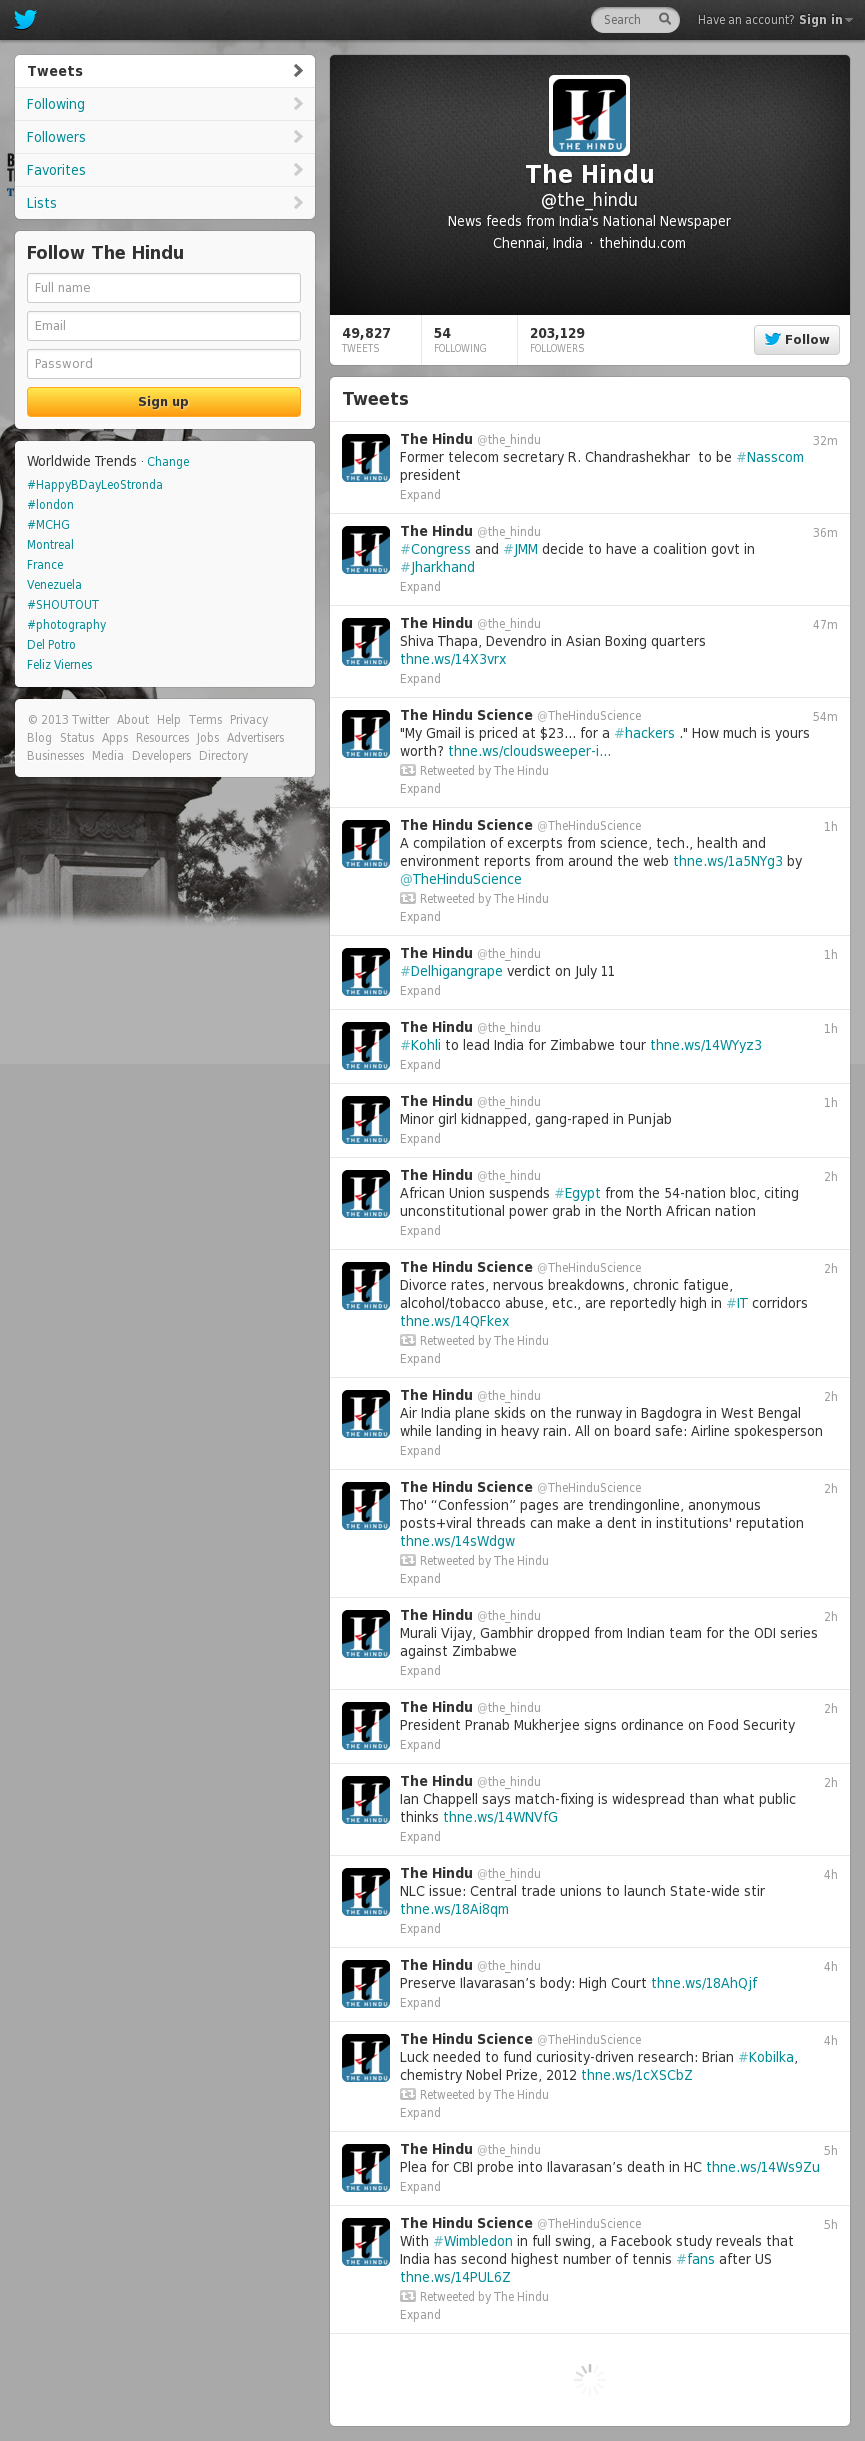 Search
Have an account? Sign in
Tweets
Following
Followers
Favorites
Lists
Follow The Hindu
Full name
Email
Password
Sign up
Worldwide Trends · Change
#HappyBDayLeoStronda
#london
#MCHG
Montreal
France
Venezuela
#SHOUTOUT
#photography
Del Potro
Feliz Viernes
© 2013 Twitter About Help Terms Privacy
Blog Status Apps Resources Jobs Advertisers
Businesses Media Developers Directory
THE HINDU
The Hindu
@the_hindu
News feeds from India's National Newspaper
Chennai, India · thehindu.com
49,827
TWEETS
54
FOLLOWING
203,129
FOLLOWERS
Follow
Tweets
The Hindu @the_hindu 32m
Former telecom secretary R. Chandrashekhar to be #Nasscom
president
Expand
The Hindu @the_hindu 36m
#Congress and #JMM decide to have a coalition govt in
#Jharkhand
Expand
The Hindu @the_hindu 47m
Shiva Thapa, Devendro in Asian Boxing quarters
thne.ws/14X3vrx
Expand
The Hindu Science @TheHinduScience 54m
"My Gmail is priced at $23... for a #hackers ." How much is yours
worth? thne.ws/cloudsweeper-i…
Retweeted by The Hindu
Expand
The Hindu Science @TheHinduScience 1h
A compilation of excerpts from science, tech., health and
environment reports from around the web thne.ws/1a5NYg3 by
@TheHinduScience
Retweeted by The Hindu
Expand
The Hindu @the_hindu 1h
#Delhigangrape verdict on July 11
Expand
The Hindu @the_hindu 1h
#Kohli to lead India for Zimbabwe tour thne.ws/14WYyz3
Expand
The Hindu @the_hindu 1h
Minor girl kidnapped, gang-raped in Punjab
Expand
The Hindu @the_hindu 2h
African Union suspends #Egypt from the 54-nation bloc, citing
unconstitutional power grab in the North African nation
Expand
The Hindu Science @TheHinduScience 2h
Divorce rates, nervous breakdowns, chronic fatigue,
alcohol/tobacco abuse, etc., are reportedly high in #IT corridors
thne.ws/14QFkex
Retweeted by The Hindu
Expand
The Hindu @the_hindu 2h
Air India plane skids on the runway in Bagdogra in West Bengal
while landing in heavy rain. All on board safe: Airline spokesperson
Expand
The Hindu Science @TheHinduScience 2h
Tho' “Confession” pages are trendingonline, anonymous
posts+viral threads can make a dent in institutions' reputation
thne.ws/14sWdgw
Retweeted by The Hindu
Expand
The Hindu @the_hindu 2h
Murali Vijay, Gambhir dropped from Indian team for the ODI series
against Zimbabwe
Expand
The Hindu @the_hindu 2h
President Pranab Mukherjee signs ordinance on Food Security
Expand
The Hindu @the_hindu 2h
Ian Chappell says match-fixing is widespread than what public
thinks thne.ws/14WNVfG
Expand
The Hindu @the_hindu 4h
NLC issue: Central trade unions to launch State-wide stir
thne.ws/18Ai8qm
Expand
The Hindu @the_hindu 4h
Preserve Ilavarasan’s body: High Court thne.ws/18AhQjf
Expand
The Hindu Science @TheHinduScience 4h
Luck needed to fund curiosity-driven research: Brian #Kobilka,
chemistry Nobel Prize, 2012 thne.ws/1cXSCbZ
Retweeted by The Hindu
Expand
The Hindu @the_hindu 5h
Plea for CBI probe into Ilavarasan’s death in HC thne.ws/14Ws9Zu
Expand
The Hindu Science @TheHinduScience 5h
With #Wimbledon in full swing, a Facebook study reveals that
India has second highest number of tennis #fans after US
thne.ws/14PUL6Z
Retweeted by The Hindu
Expand